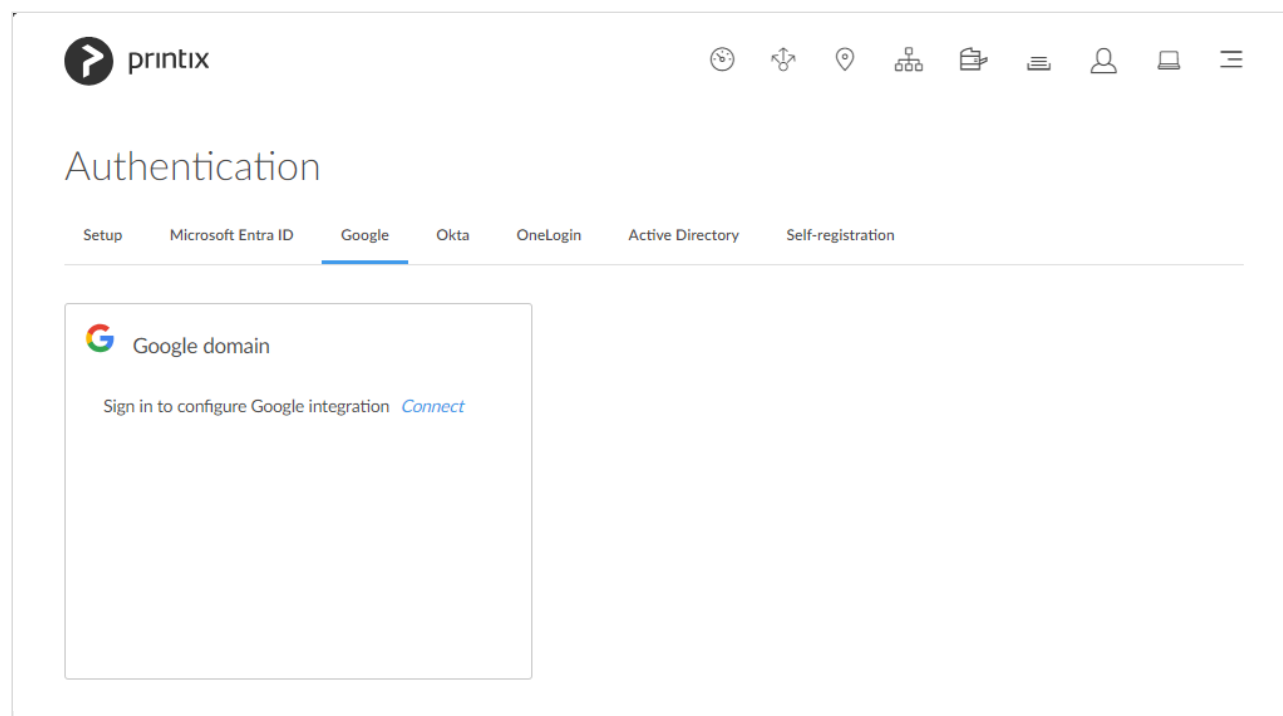 printix
Authentication
Setup Microsoft Entra ID Google Okta OneLogin Active Directory Self-registration
Google domain
Sign in to configure Google integration Connect